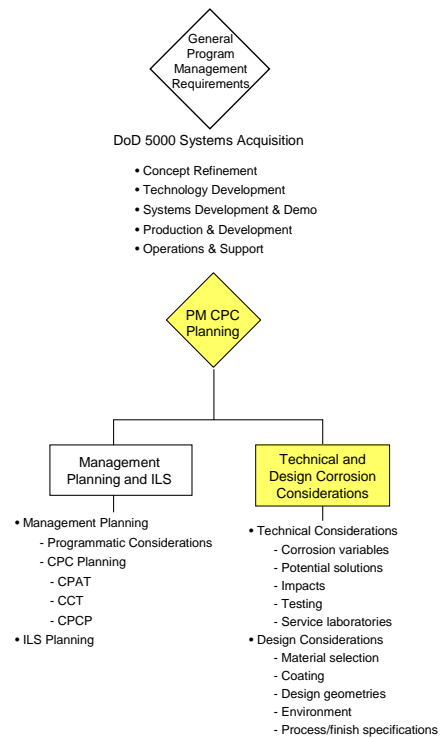 General
Program
Management
Requirements
DoD 5000 Systems Acquisition
• Concept Refinement
• Technology Development
• Systems Development & Demo
• Production & Development
• Operations & Support
PM CPC
Planning
Management
Planning and ILS
• Management Planning
- Programmatic Considerations
- CPC Planning
- CPAT
- CCT
- CPCP
• ILS Planning
Technical and
Design Corrosion
Considerations
• Technical Considerations
- Corrosion variables
- Potential solutions
- Impacts
- Testing
- Service laboratories
• Design Considerations
- Material selection
- Coating
- Design geometries
- Environment
- Process/finish specifications